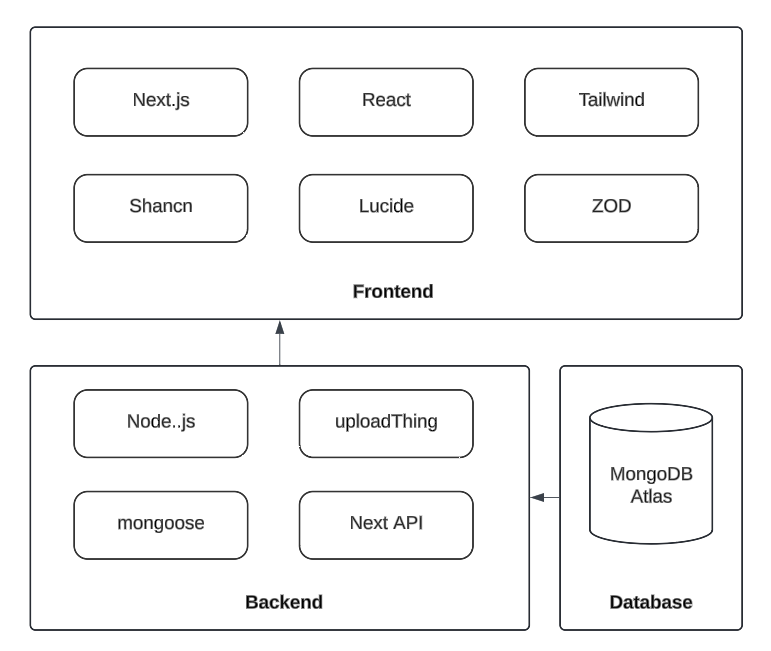 Next.js
React
Tailwind
Shancn
Lucide
ZOD
Frontend
Node..js
uploadThing
mongoose
Next API
Backend
MongoDB
Atlas
Database